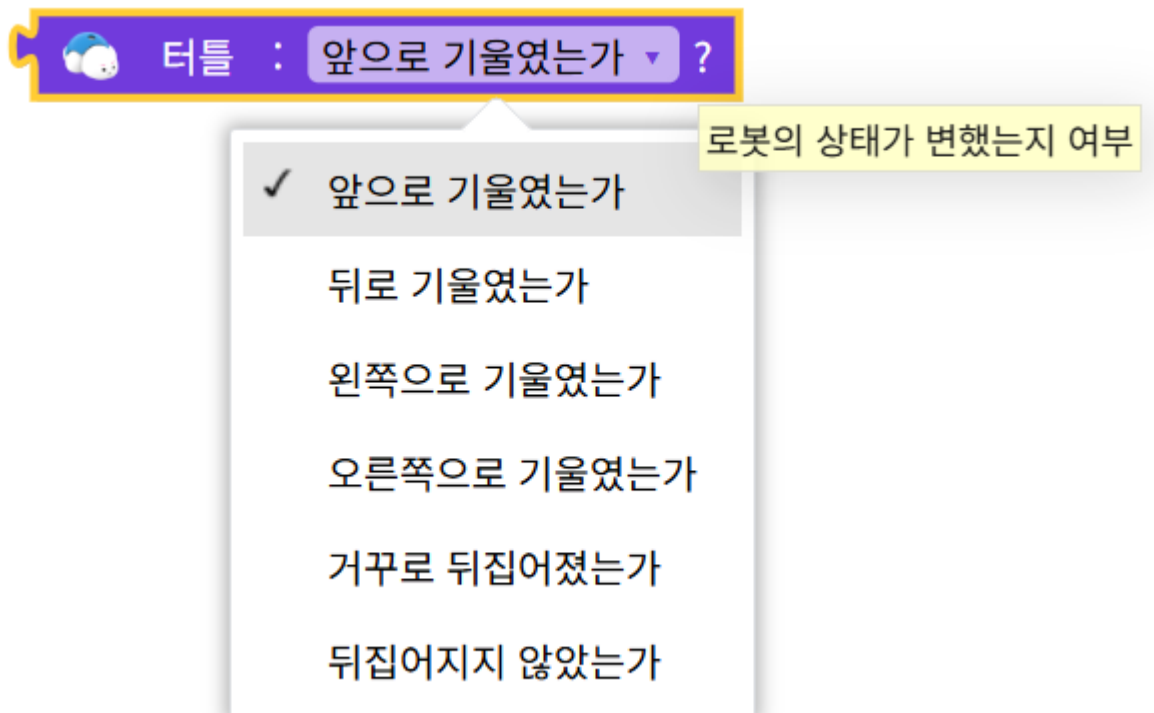 터틀 : 앞으로 기울였는가 ▼ ?
로봇의 상태가 변했는지 여부
✓ 앞으로 기울였는가
뒤로 기울였는가
왼쪽으로 기울였는가
오른쪽으로 기울였는가
거꾸로 뒤집어졌는가
뒤집어지지 않았는가